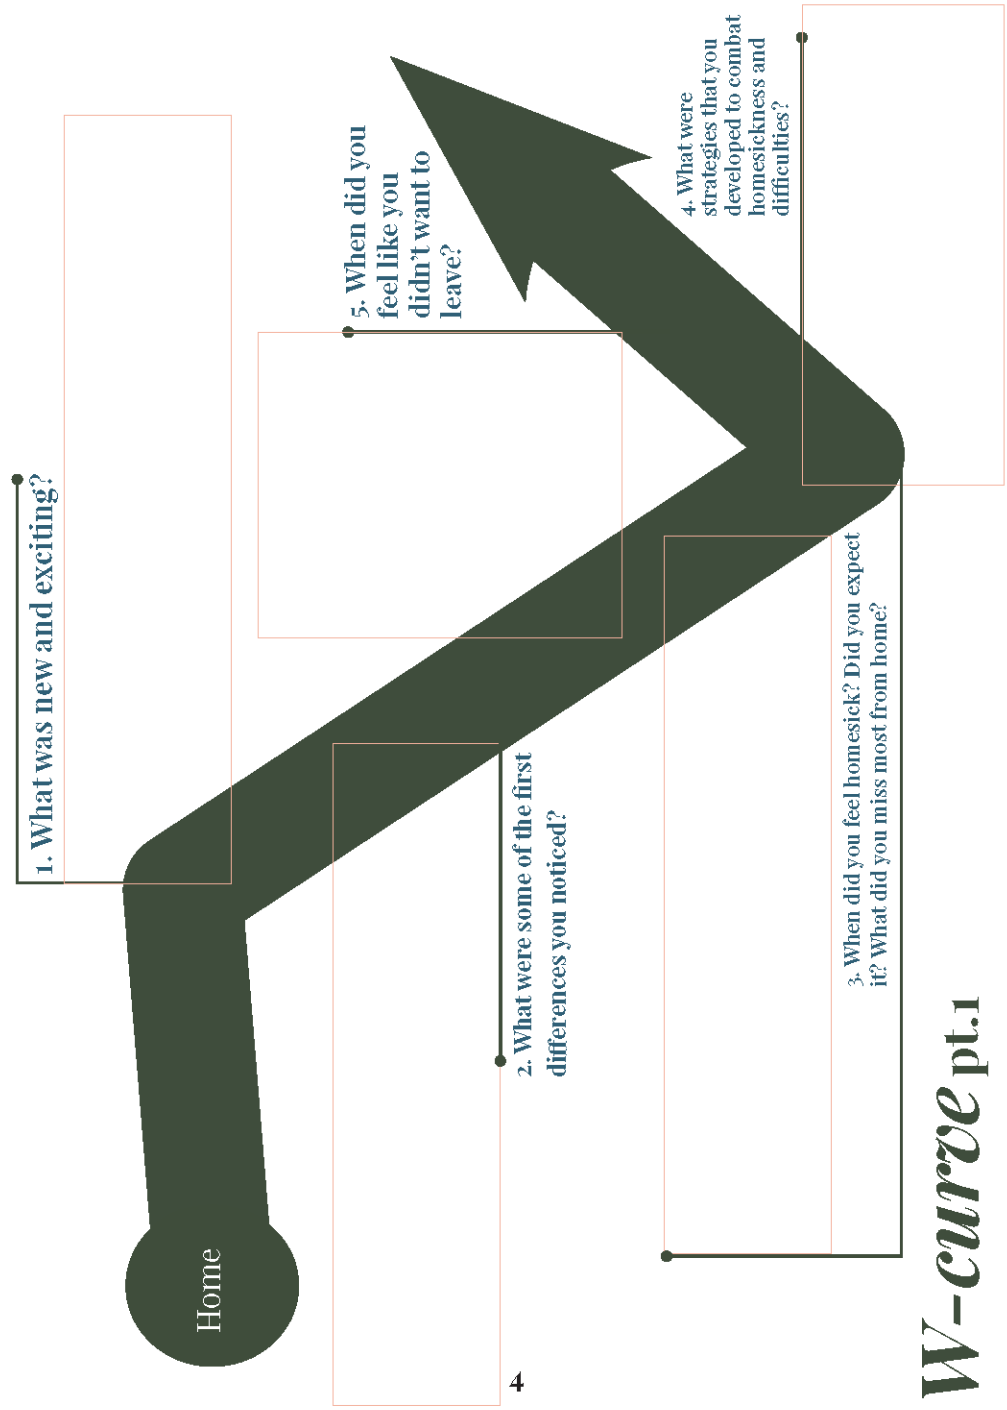 W-curve pt.1
Home
1. What was new and exciting?
2. What were some of the first
differences you noticed?
3. When did you feel homesick? Did you expect
it? What did you miss most from home?
4. What were
strategies that you
developed to combat
homesickness and
difficulties?
5. When did you
feel like you
didn’t want to
leave?
4